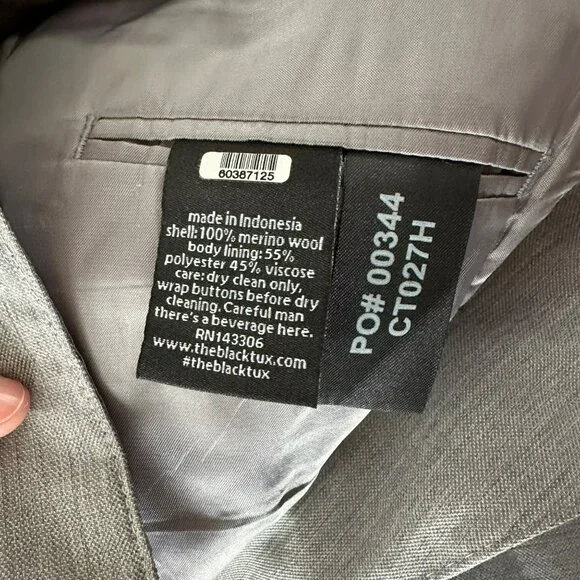 60387125
made in Indonesia
shell:100% merino wool
body lining:55%
polyester 45% viscose
care: dry clean only,
wrap buttons before dry
cleaning. Careful man
there's a beverage here.
RN143306
www.theblacktux.com
#theblacktux
PO# 00344
CT027H